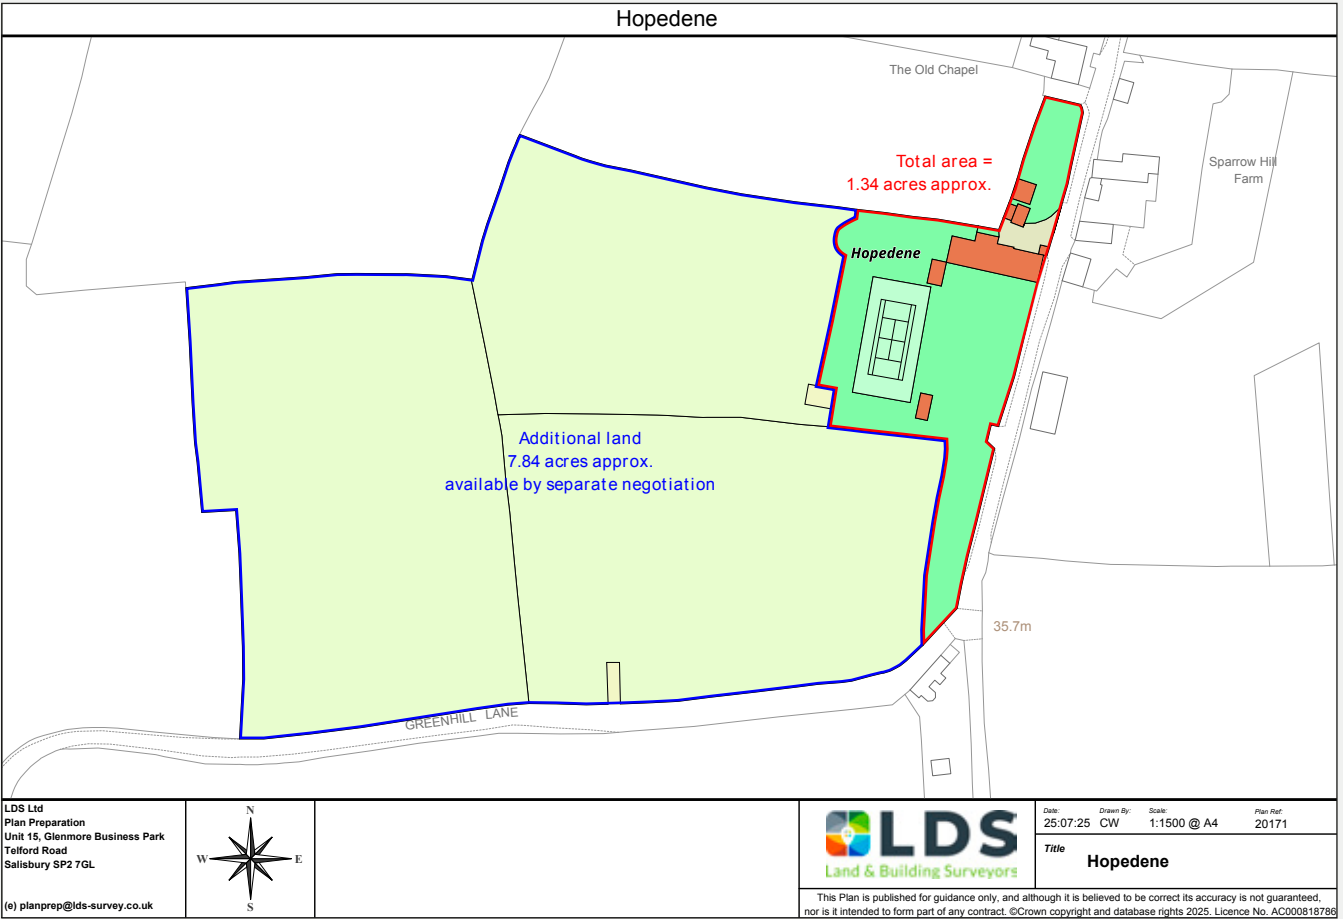 Hopedene
The Old Chapel
Total area =
1.34 acres approx.
Sparrow Hill
Farm
Hopedene
Additional land
7.84 acres approx.
available by separate negotiation
35.7m
GREENHILL LANE
LDS Ltd
Plan Preparation
Unit 15, Glenmore Business Park
Telford Road
Salisbury SP2 7GL
(e) planprep@lds-survey.co.uk
N
W E
S
LDS
Land & Building Surveyors
Date: Drawn By: Scale: Plan Ref:
25:07:25 CW 1:1500 @ A4 20171
Title
Hopedene
This Plan is published for guidance only, and although it is believed to be correct its accuracy is not guaranteed,
nor is it intended to form part of any contract. ©Crown copyright and database rights 2025. Licence No. AC000818786